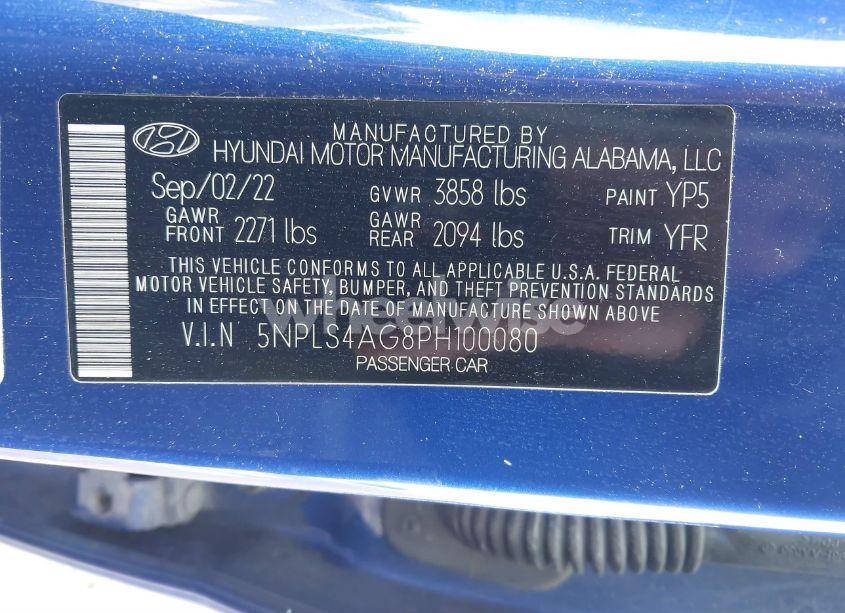 MANUFACTURED BY
HYUNDAI MOTOR MANUFACTURING ALABAMA, LLC
Sep/02/22 GVWR 3858 lbs PAINT YP5
GAWR FRONT 2271 lbs GAWR REAR 2094 lbs TRIM YFR
THIS VEHICLE CONFORMS TO ALL APPLICABLE U.S.A. FEDERAL
MOTOR VEHICLE SAFETY, BUMPER, AND THEFT PREVENTION STANDARDS
IN EFFECT ON THE DATE OF MANUFACTURE SHOWN ABOVE
V.I.N 5NPLS4AG8PH100080
PASSENGER CAR
wheelwise